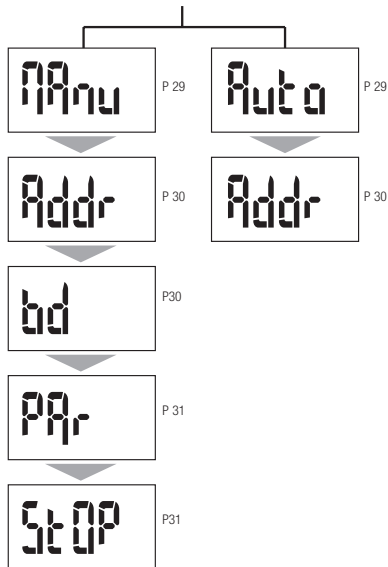 MAnu P 29
Auto P 29
Addr P 30
Addr P 30
bd P30
PAr P 31
StOP P31